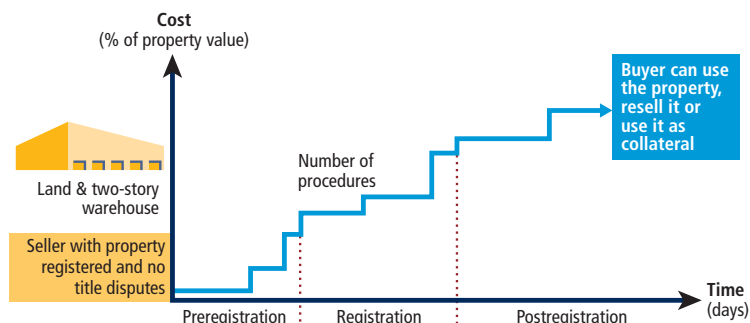 Cost
(% of property value)
Buyer can use
the property,
resell it or
use it as
collateral
Number of
procedures
Land & two-story
warehouse
Seller with property
registered and no
title disputes
Time
(days)
Preregistration
Registration
Postregistration